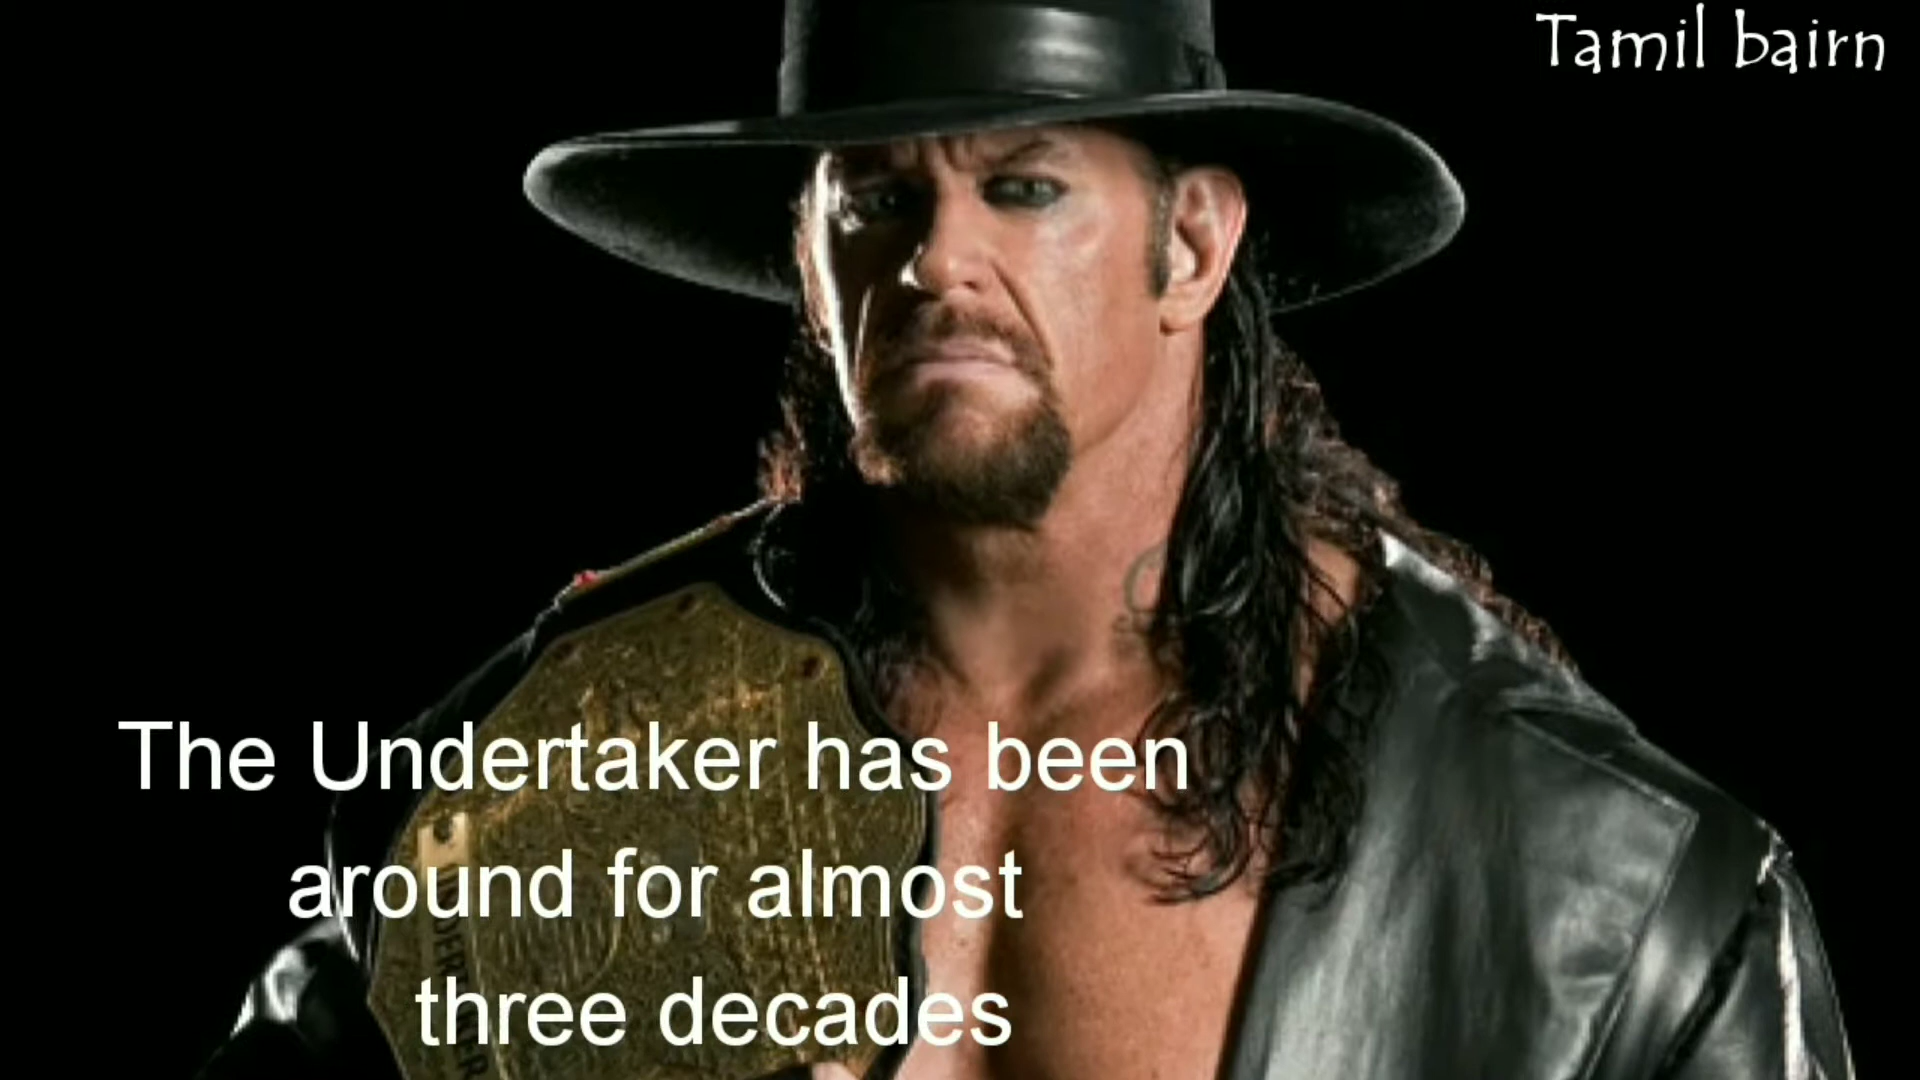 Tamil bairn
The Undertaker has been
around for almost
three decades